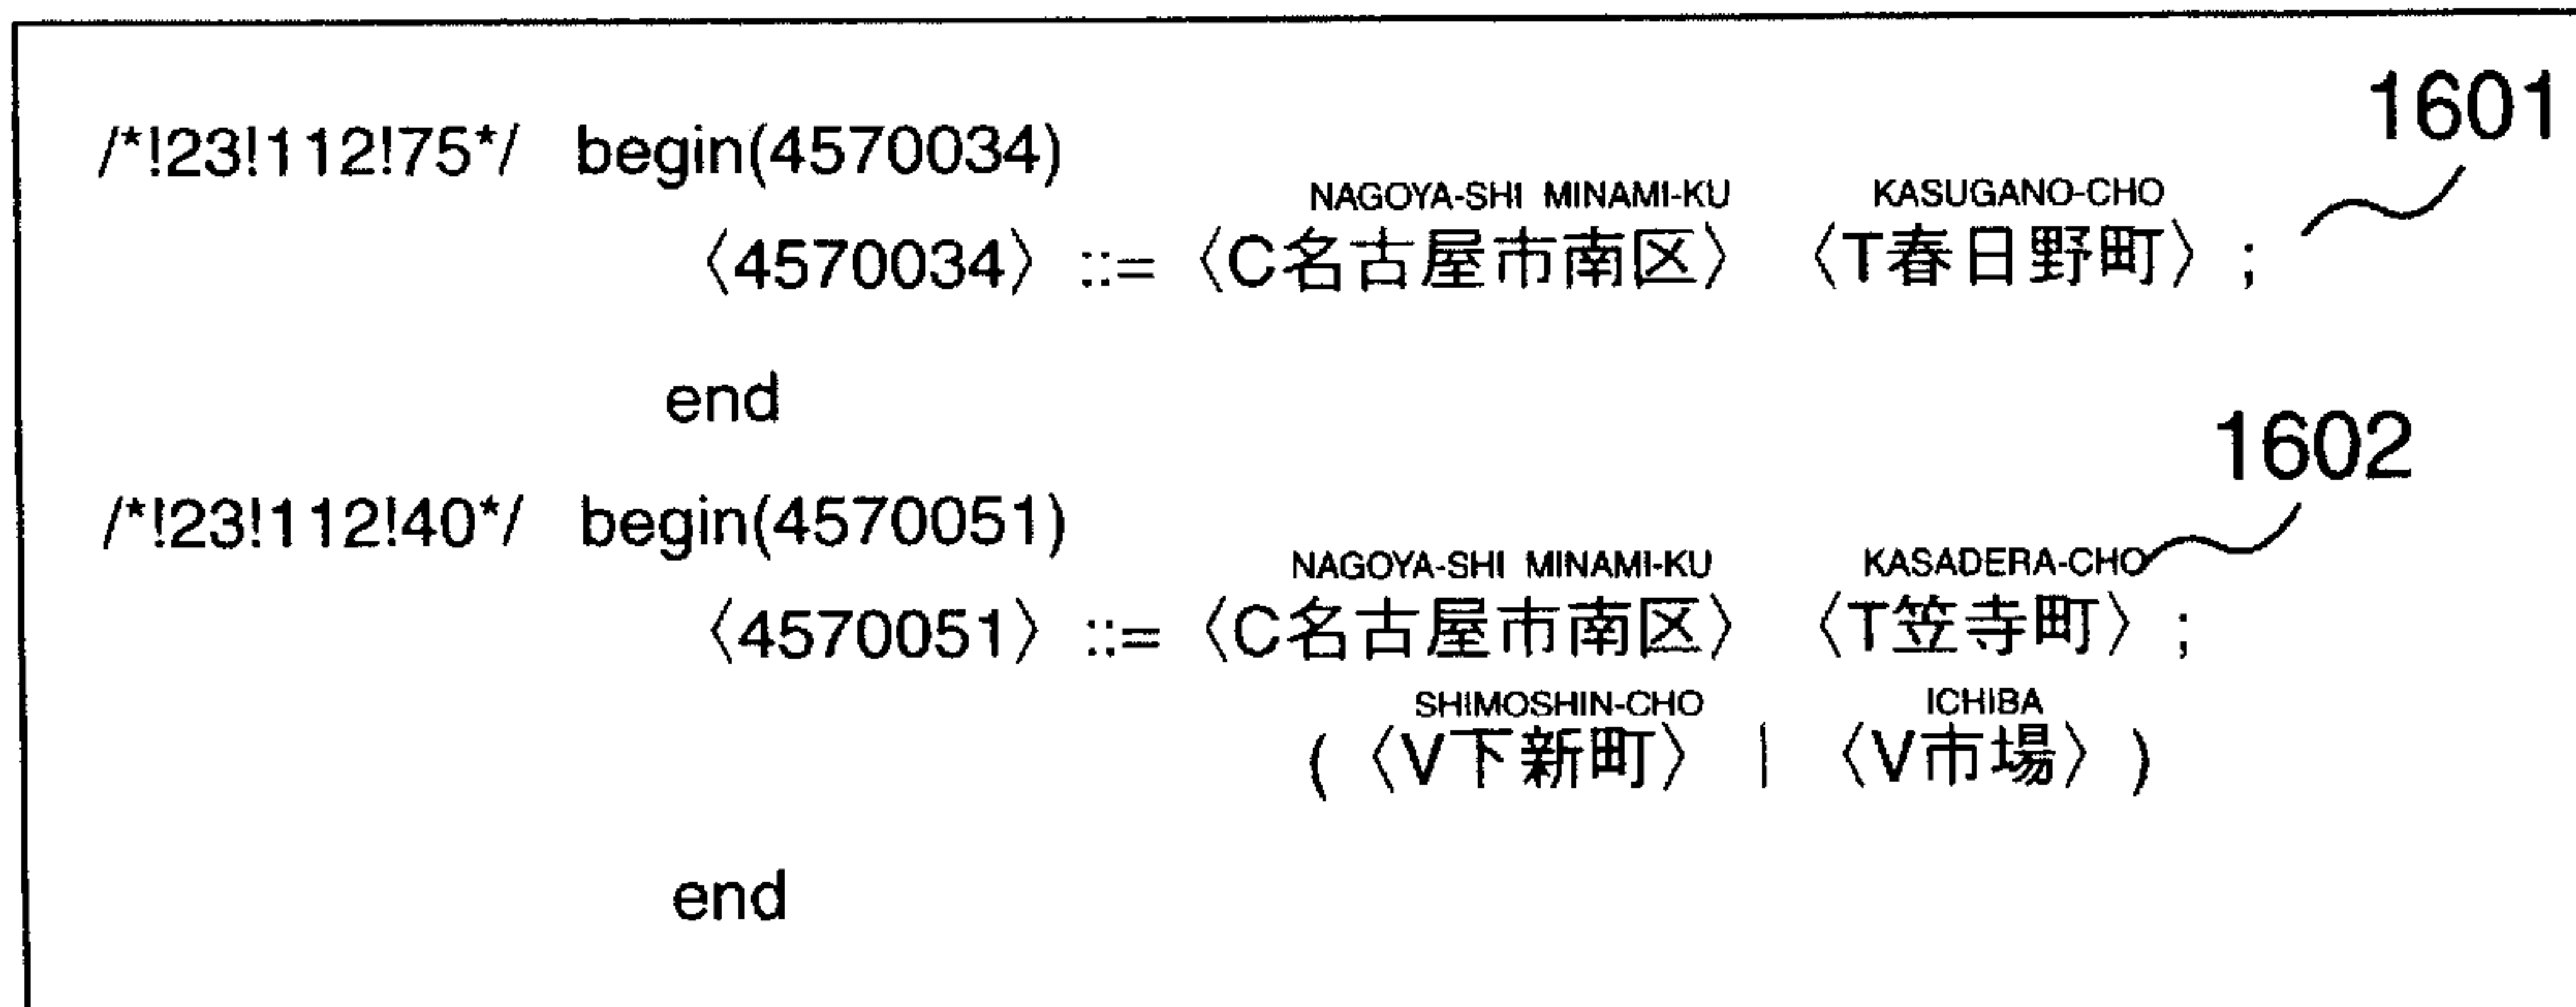 1601
/*!23!112!75*/ begin(4570034)
NAGOYA-SHI MINAMI-KU KASUGANO-CHO
〈4570034〉 ::= 〈C名古屋市南区〉 〈T春日野町〉 ;
end
1602
/*!23!112!40*/ begin(4570051)
NAGOYA-SHI MINAMI-KU KASADERA-CHO
〈4570051〉 ::= 〈C名古屋市南区〉 〈T笠寺町〉 ;
SHIMOSHIN-CHO ICHIBA
( 〈V下新町〉 | 〈V市場〉 )
end